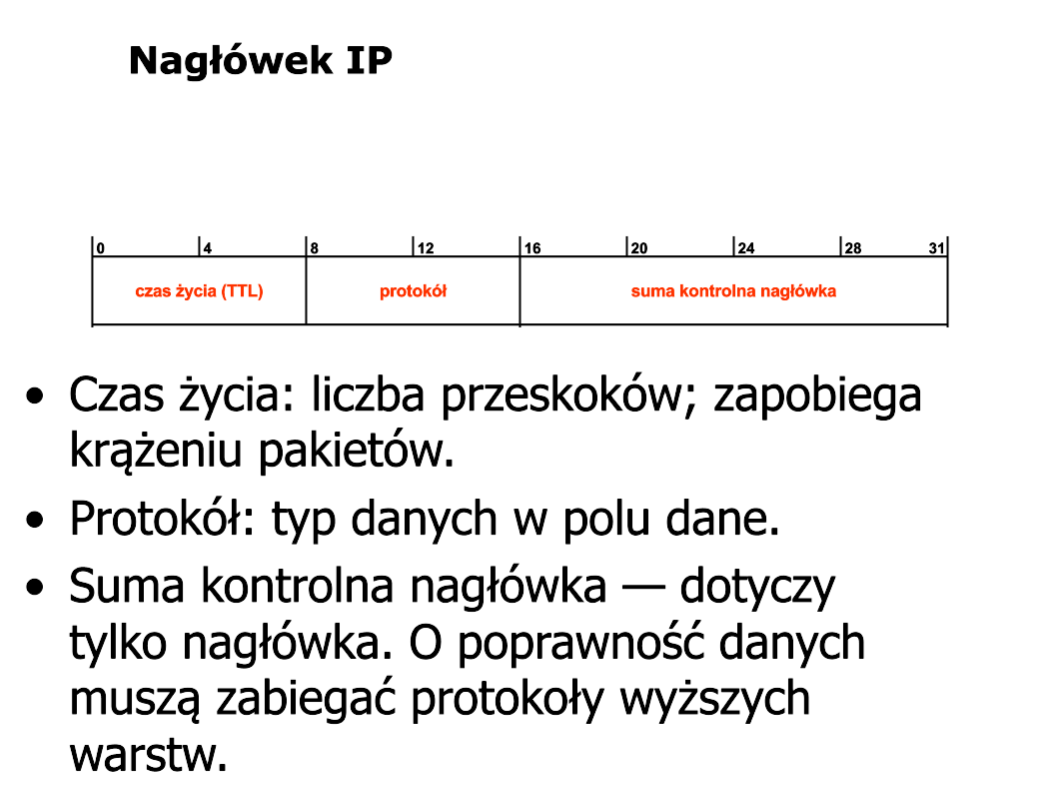 Nagłówek IP
0 4 8 12 16 20 24 28 31
czas życia (TTL) protokół suma kontrolna nagłówka
• Czas życia: liczba przeskoków; zapobiega
krążeniu pakietów.
• Protokół: typ danych w polu dane.
• Suma kontrolna nagłówka — dotyczy
tylko nagłówka. O poprawność danych
muszą zabiegać protokoły wyższych
warstw.